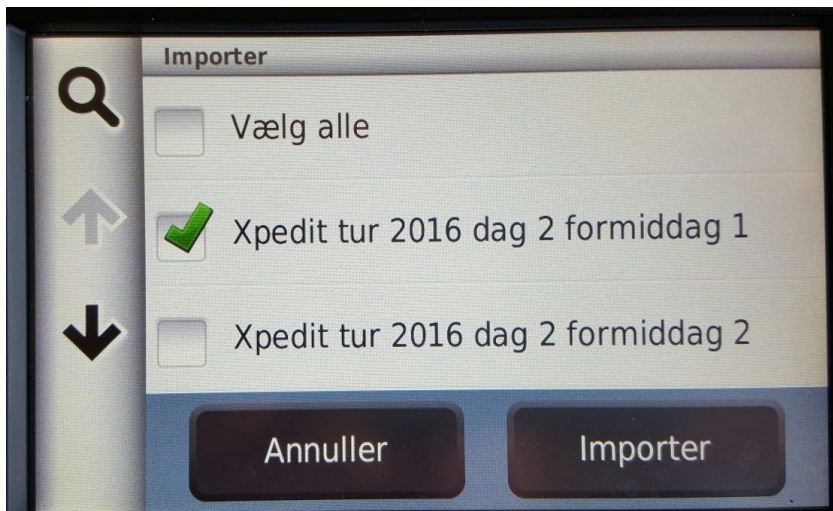 Importer
Vælg alle
Xpedit tur 2016 dag 2 formiddag 1
Xpedit tur 2016 dag 2 formiddag 2
Annuller
Importer